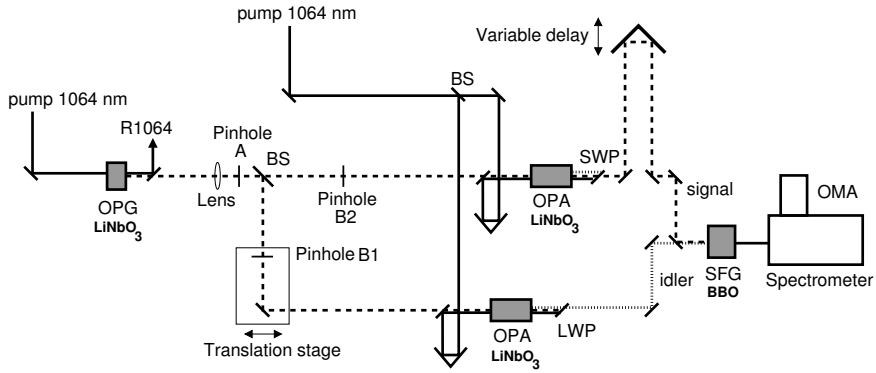 pump 1064 nm
Variable delay
BS
pump 1064 nm
R1064
Pinhole
A
BS
SWP
Lens
OPG
LiNbO3
Pinhole
B2
OPA
LiNbO3
signal
OMA
Pinhole B1
idler
SFG
BBO
Spectrometer
Translation stage
OPA
LiNbO3
LWP